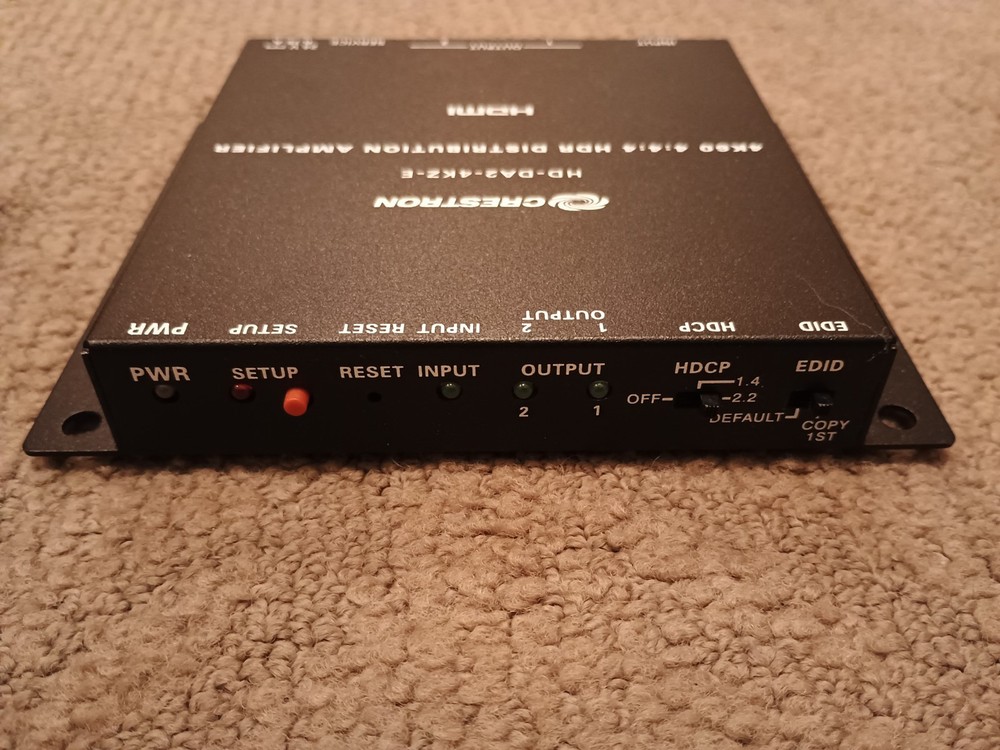 HDMI
4K60 4:4:4 HDR DISTRIBUTION AMPLIFIER
HD-DA2-4KZ-E
CRESTRON
PWR SETUP RESET INPUT 2 1 OUTPUT HDCP EDID
PWR SETUP RESET INPUT OUTPUT HDCP EDID
1.4
OFF 2.2
2 1
DEFAULT
COPY
1ST